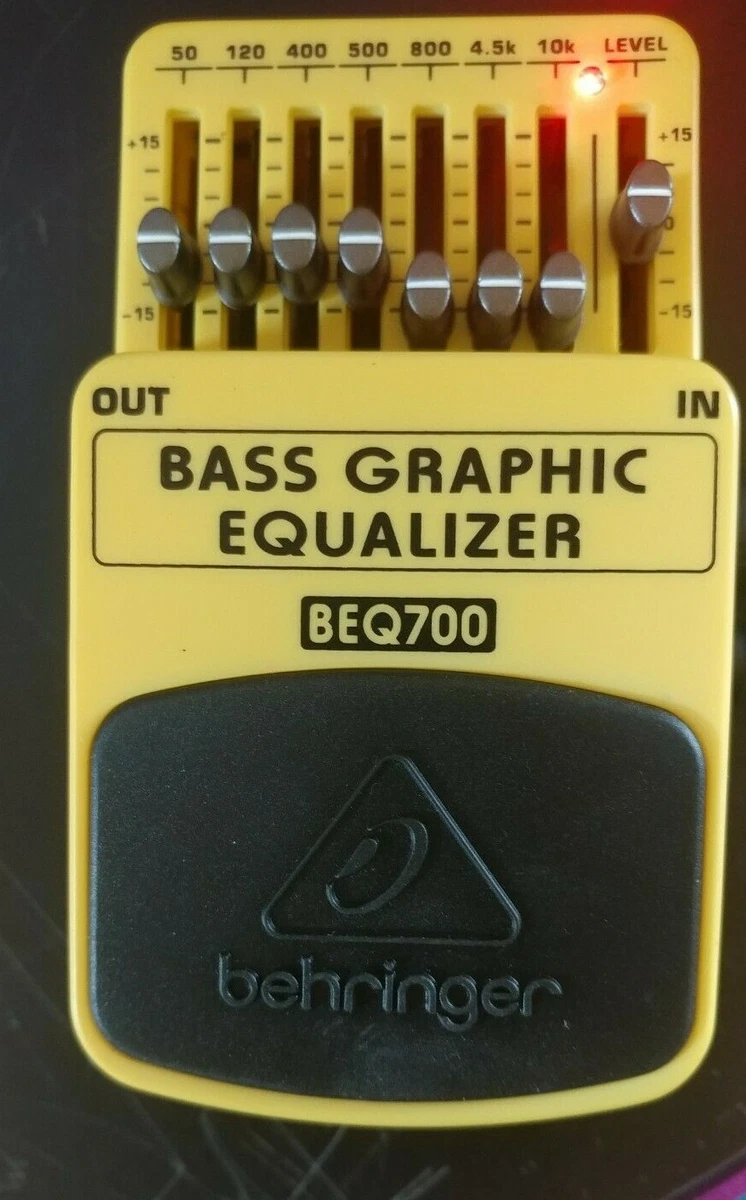 50 120 400 500 800 4.5k 10k LEVEL
+15 +15
0
-15 -15
OUT IN
BASS GRAPHIC
EQUALIZER
BEQ700
behringer